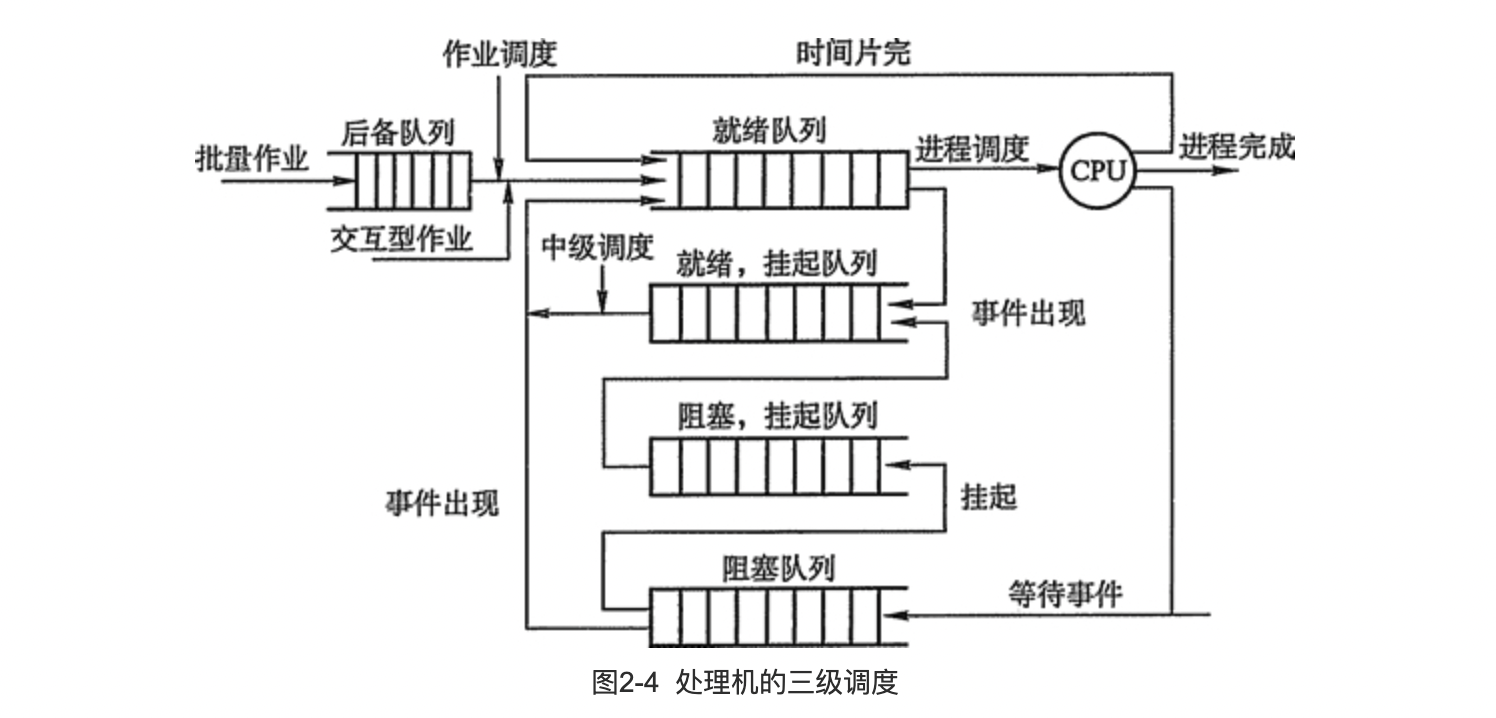 作业调度
时间片完
后备队列
就绪队列
批量作业
进程调度
CPU
进程完成
交互型作业
中级调度
就绪，挂起队列
事件出现
阻塞，挂起队列
事件出现
挂起
阻塞队列
等待事件
图2-4 处理机的三级调度